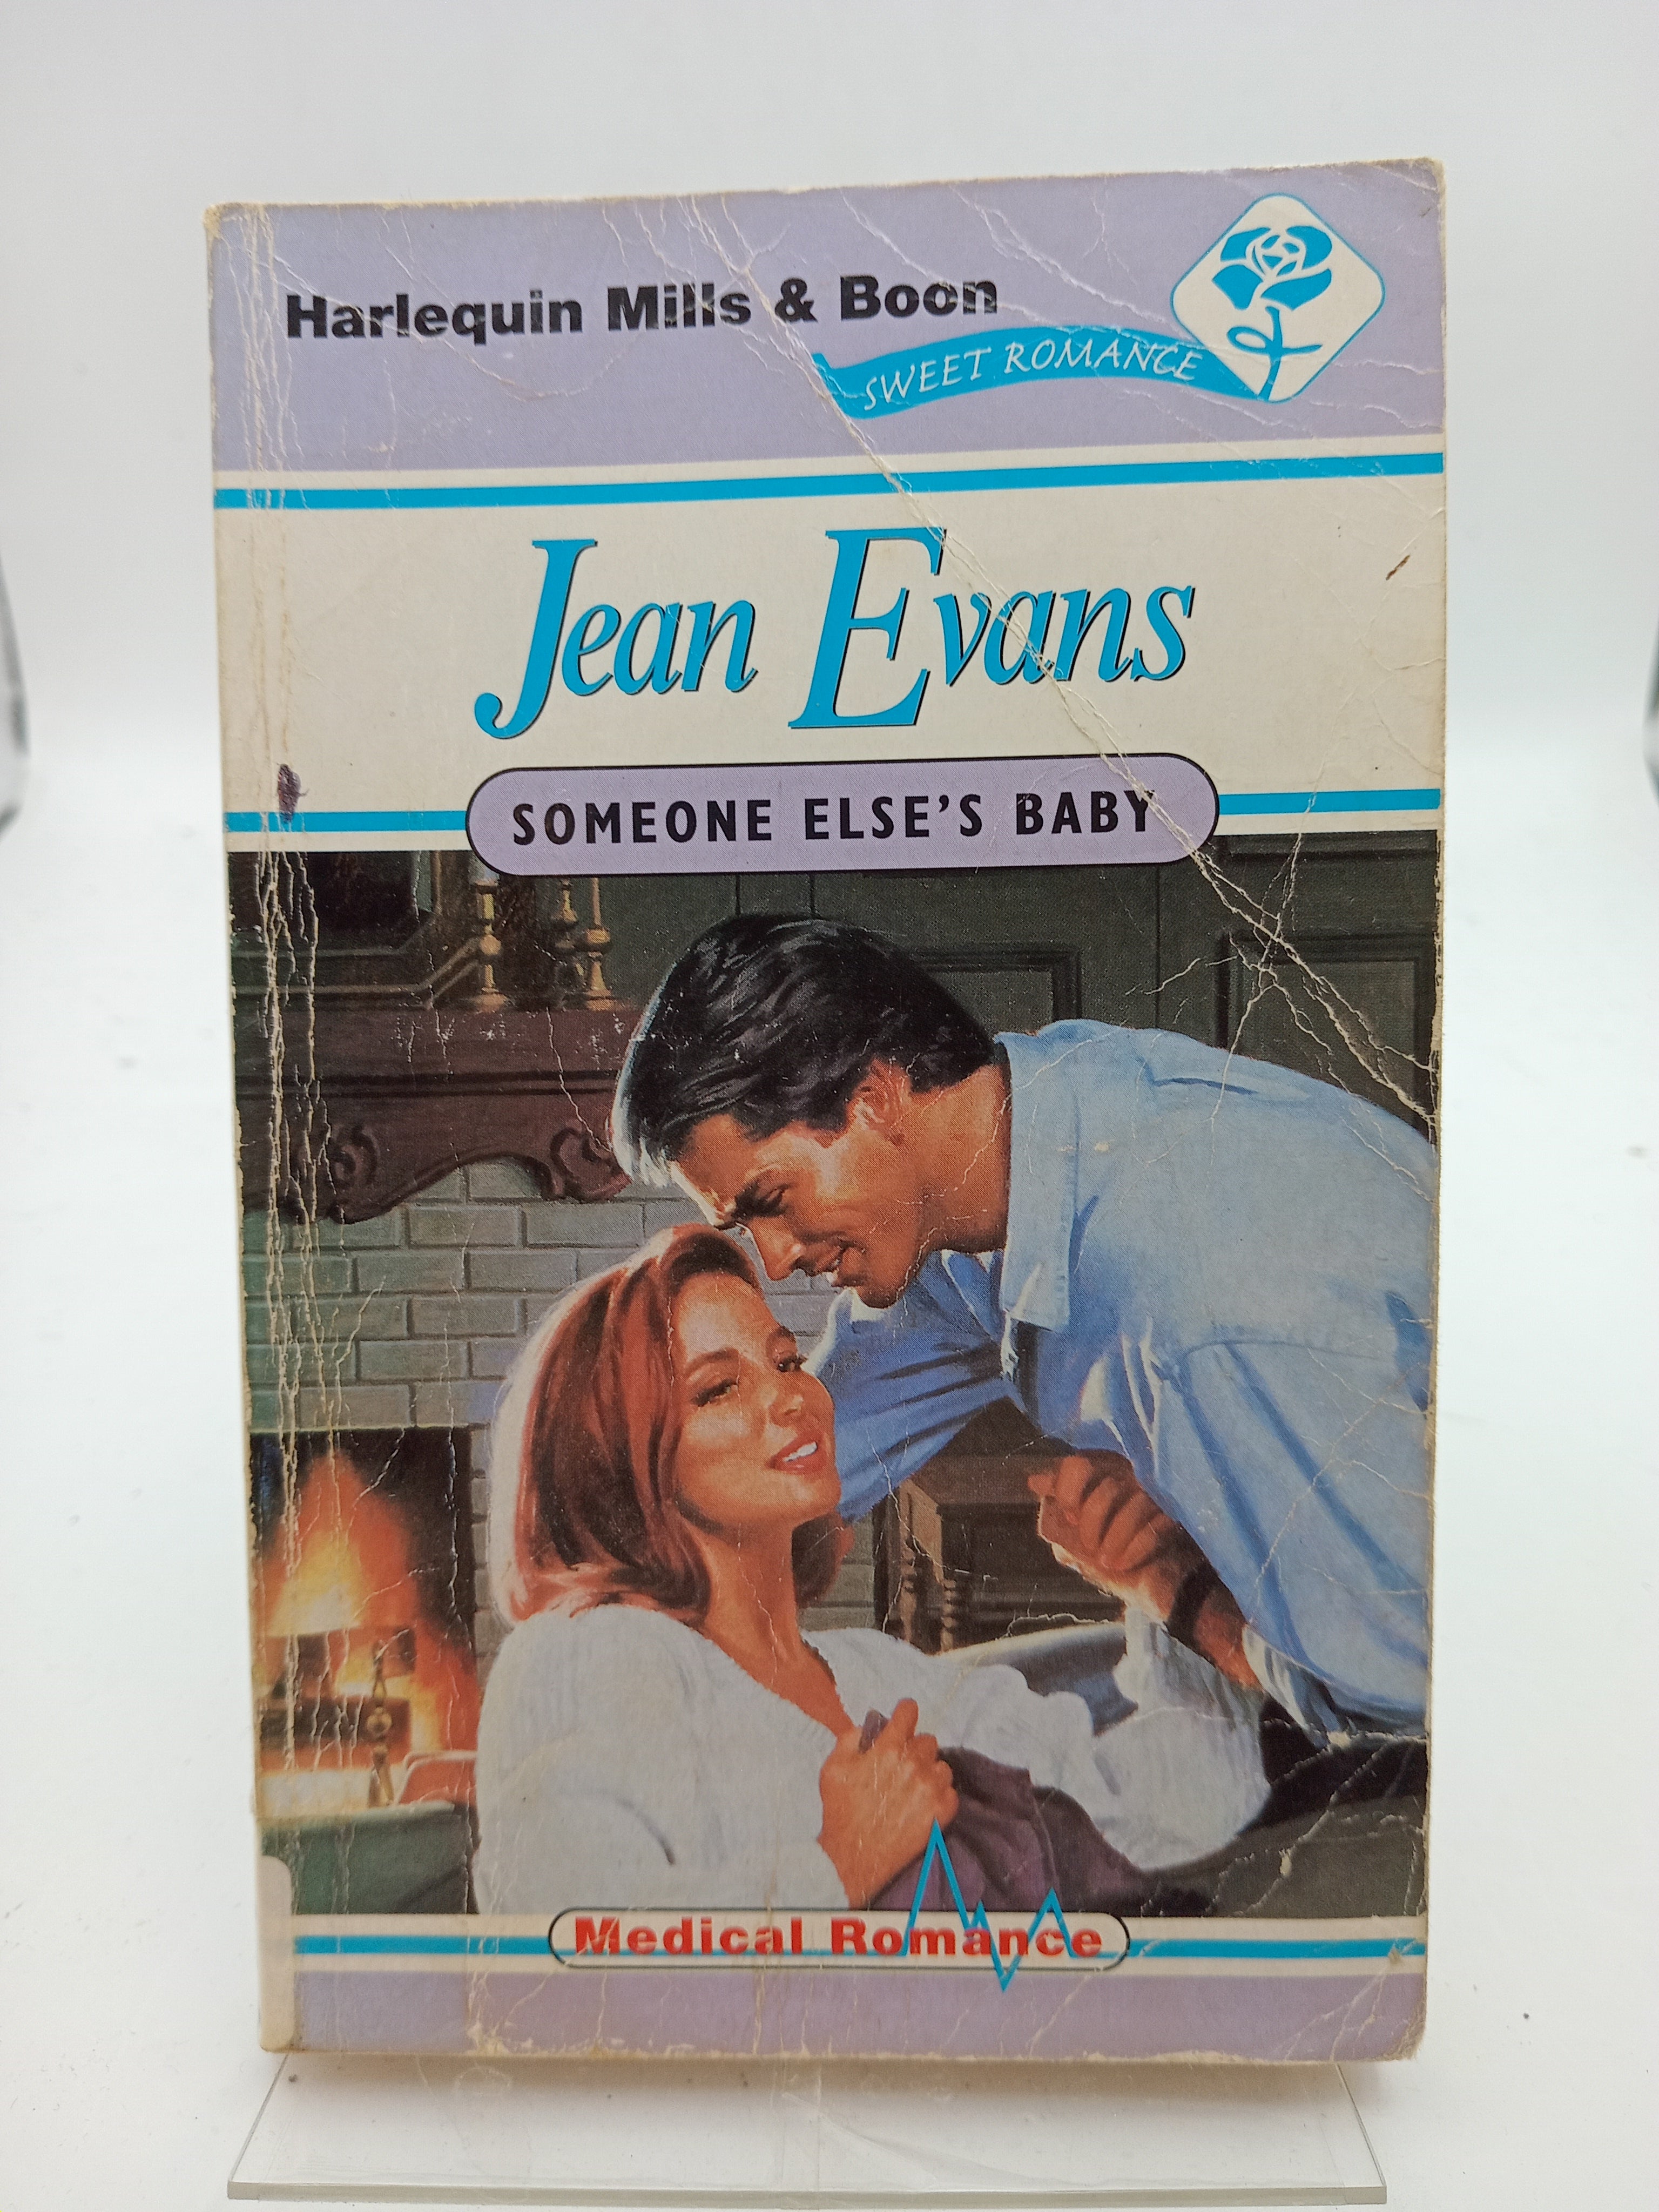 Harlequin Mills & Boon
SWEET ROMANCE
Jean Evans
SOMEONE ELSE'S BABY
Medical Romance